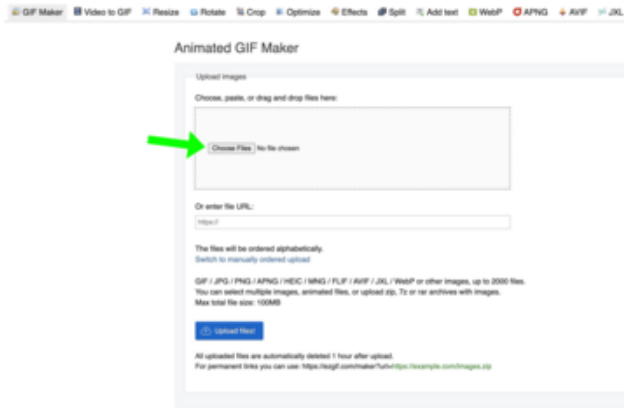 GIF Maker Video to GIF Resize Rotate Crop Optimize Effects Split Add text WebP APNG AVIF JXL
Animated GIF Maker
Upload images
Choose, paste, or drag and drop files here:
Choose Files No file chosen
Or enter file URL:
https://
The files will be ordered alphabetically.
Switch to manually ordered upload
GIF / JPG / PNG / APNG / HEIC / MNG / FLIF / AVIF / JXL / WebP or other images, up to 2000 files.
You can select multiple images, animated files, or upload zip, 7z or rar archives with images.
Max total file size: 100MB
Upload files!
All uploaded files are automatically deleted 1 hour after upload.
For permanent links you can use: https://ezgif.com/maker?url=https://example.com/images.zip